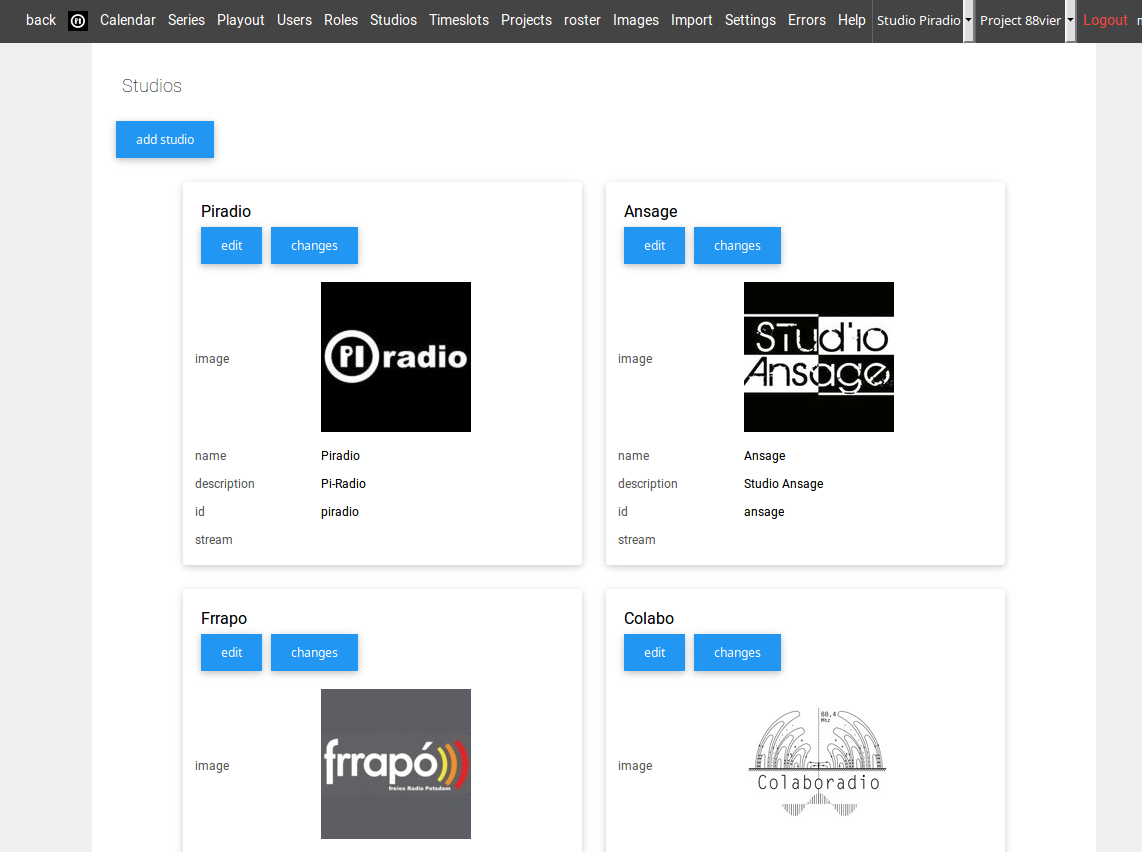 back Calendar Series Playout Users Roles Studios Timeslots Projects roster Images Import Settings Errors Help Studio Piradio Project 88vier Logout
Studios
add studio
Piradio
edit changes
image
PI radio
name Piradio
description Pi-Radio
id piradio
stream
Ansage
edit changes
image
Studio
Ansage
name Ansage
description Studio Ansage
id ansage
stream
Frrapo
edit changes
image
frrapó
freies Radio Potsdam
Colabo
edit changes
image
88.4
Mhz
Colaboradio